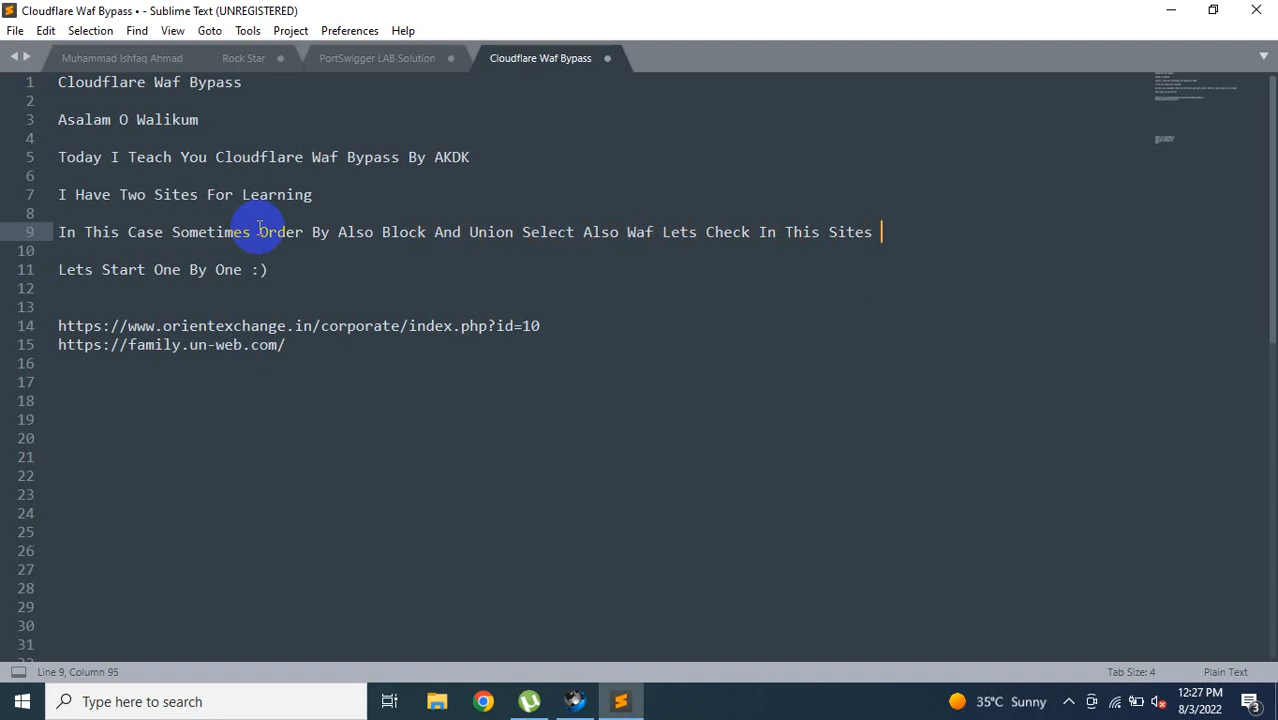 Cloudflare Waf Bypass • - Sublime Text (UNREGISTERED)
File Edit Selection Find View Goto Tools Project Preferences Help
Muhammad Ishfaq Ahmad Rock Star PortSwigger LAB Solution Cloudflare Waf Bypass
1 Cloudflare Waf Bypass
2
3 Asalam O Walikum
4
5 Today I Teach You Cloudflare Waf Bypass By AKDK
6
7 I Have Two Sites For Learning
8
9 In This Case Sometimes Order By Also Block And Union Select Also Waf Lets Check In This Sites
10
11 Lets Start One By One :)
12
13
14 https://www.orientexchange.in/corporate/index.php?id=10
15 https://family.un-web.com/
16
17
18
19
20
21
22
23
24
25
26
27
28
29
30
31
Line 9, Column 95 Tab Size: 4 Plain Text
Type here to search 35°C Sunny 12:27 PM
8/3/2022 3